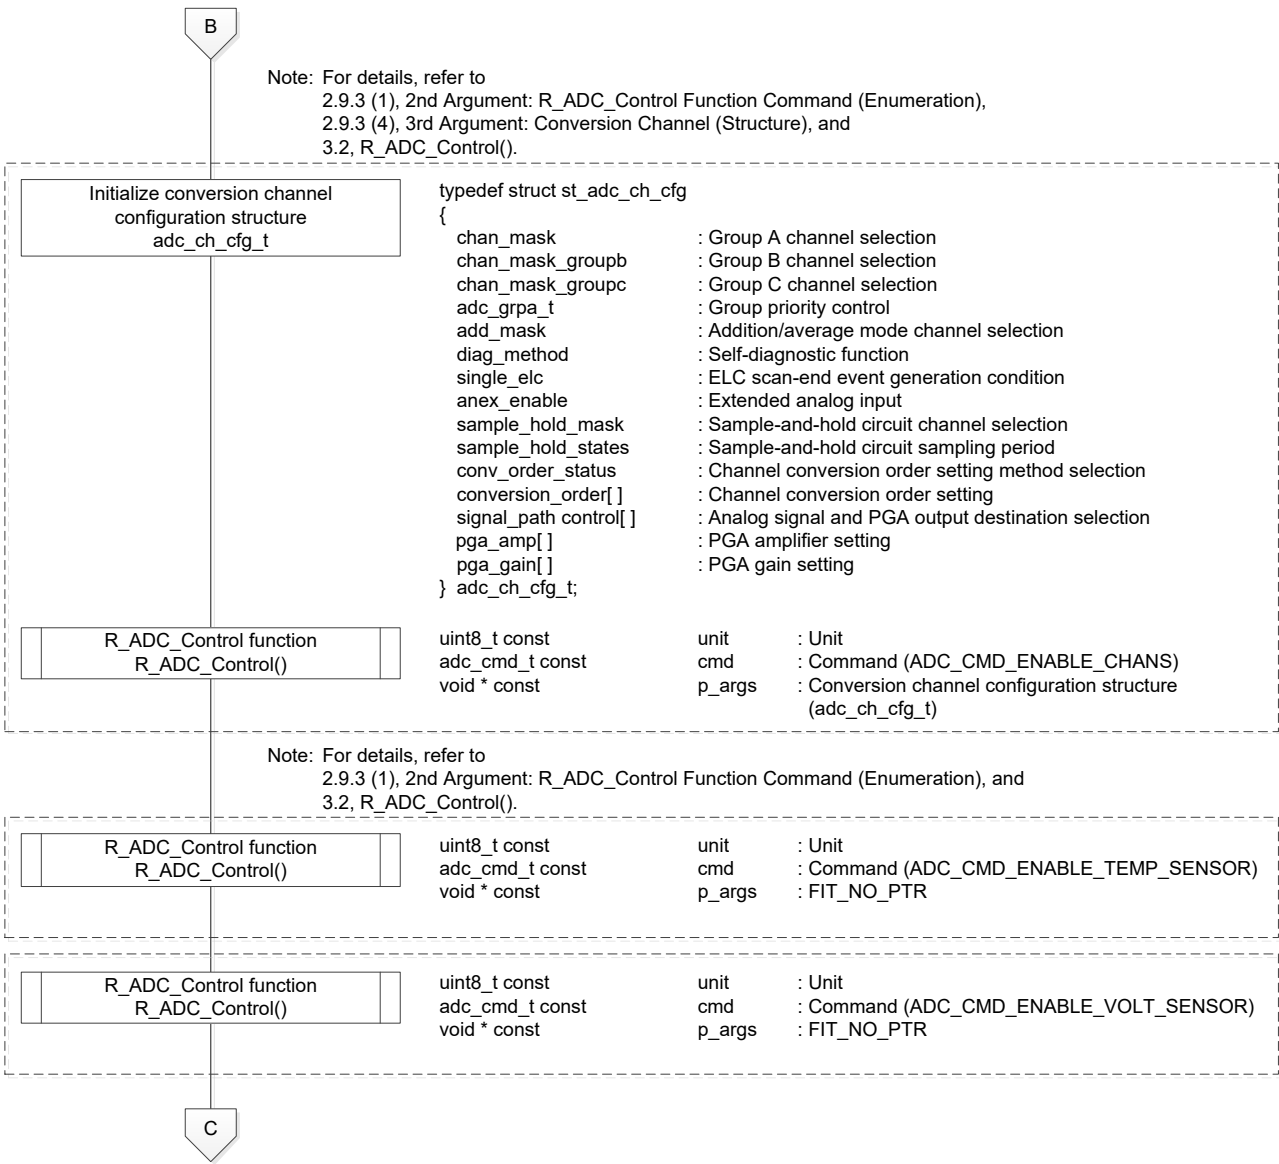 B
Note: For details, refer to
2.9.3 (1), 2nd Argument: R_ADC_Control Function Command (Enumeration),
2.9.3 (4), 3rd Argument: Conversion Channel (Structure), and
3.2, R_ADC_Control().
Initialize conversion channel
configuration structure
adc_ch_cfg_t
typedef struct st_adc_ch_cfg
{
chan_mask : Group A channel selection
chan_mask_groupb : Group B channel selection
chan_mask_groupc : Group C channel selection
adc_grpa_t : Group priority control
add_mask : Addition/average mode channel selection
diag_method : Self-diagnostic function
single_elc : ELC scan-end event generation condition
anex_enable : Extended analog input
sample_hold_mask : Sample-and-hold circuit channel selection
sample_hold_states : Sample-and-hold circuit sampling period
conv_order_status : Channel conversion order setting method selection
conversion_order[ ] : Channel conversion order setting
signal_path control[ ] : Analog signal and PGA output destination selection
pga_amp[ ] : PGA amplifier setting
pga_gain[ ] : PGA gain setting
} adc_ch_cfg_t;
R_ADC_Control function
R_ADC_Control()
uint8_t const unit : Unit
adc_cmd_t const cmd : Command (ADC_CMD_ENABLE_CHANS)
void * const p_args : Conversion channel configuration structure
(adc_ch_cfg_t)
Note: For details, refer to
2.9.3 (1), 2nd Argument: R_ADC_Control Function Command (Enumeration), and
3.2, R_ADC_Control().
R_ADC_Control function
R_ADC_Control()
uint8_t const unit : Unit
adc_cmd_t const cmd : Command (ADC_CMD_ENABLE_TEMP_SENSOR)
void * const p_args : FIT_NO_PTR
R_ADC_Control function
R_ADC_Control()
uint8_t const unit : Unit
adc_cmd_t const cmd : Command (ADC_CMD_ENABLE_VOLT_SENSOR)
void * const p_args : FIT_NO_PTR
C